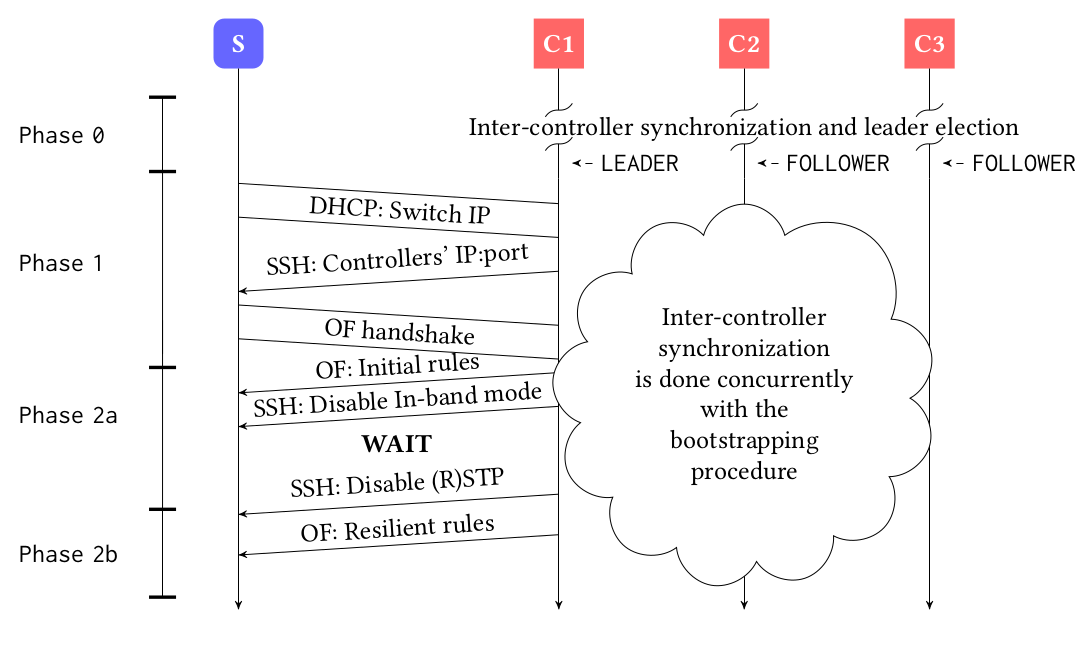 S
C1
C2
C3
Phase 0
Inter-controller synchronization and leader election
LEADER
FOLLOWER
FOLLOWER
Phase 1
DHCP: Switch IP
SSH: Controllers’ IP:port
OF handshake
Phase 2a
OF: Initial rules
SSH: Disable In-band mode
WAIT
SSH: Disable (R)STP
Phase 2b
OF: Resilient rules
Inter-controller
synchronization
is done concurrently
with the
bootstrapping
procedure